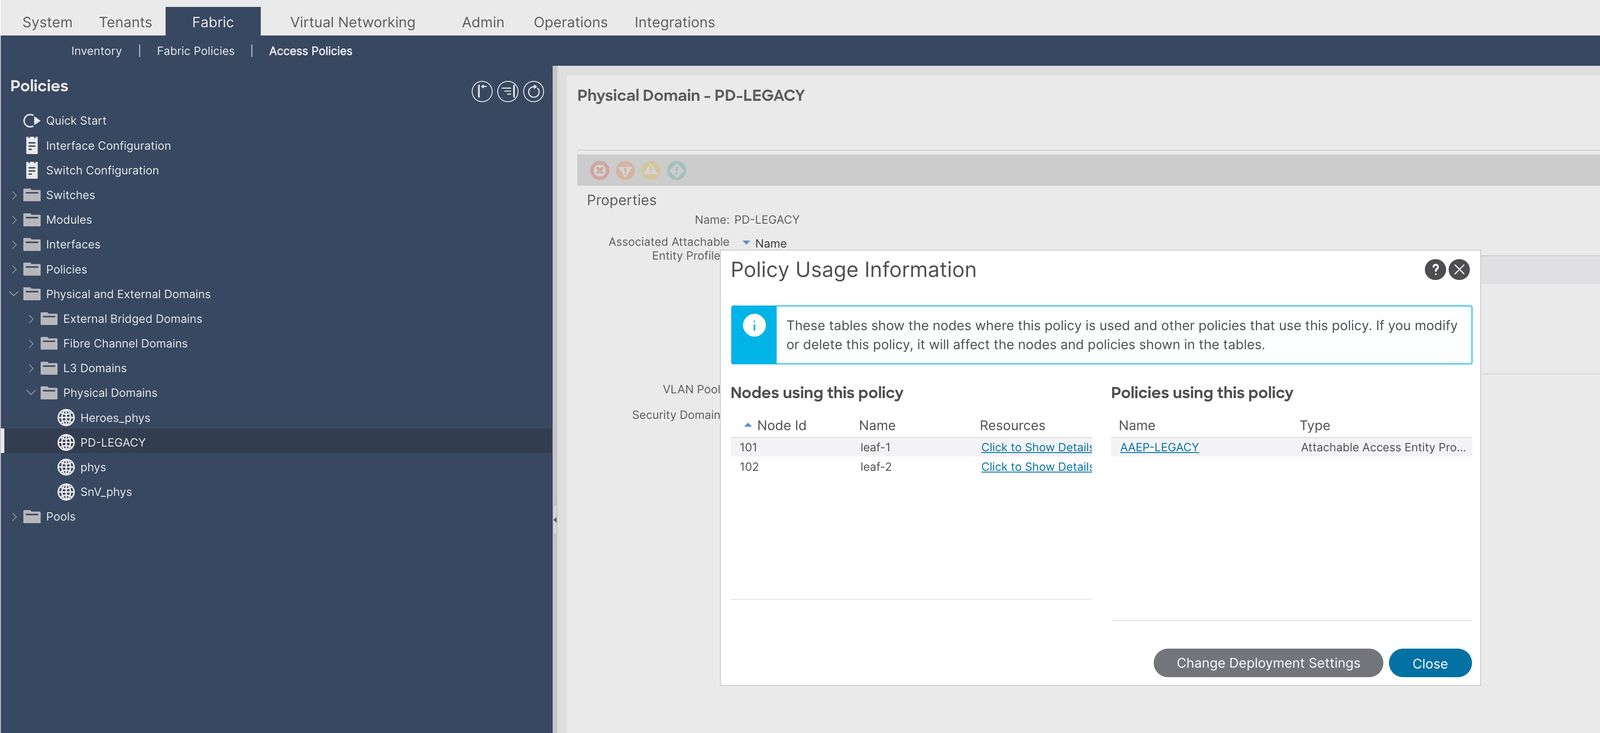 System Tenants Fabric Virtual Networking Admin Operations Integrations
Inventory | Fabric Policies | Access Policies
Policies
Quick Start
Interface Configuration
Switch Configuration
Switches
Modules
Interfaces
Policies
Physical and External Domains
External Bridged Domains
Fibre Channel Domains
L3 Domains
Physical Domains
Heroes_phys
PD-LEGACY
phys
SnV_phys
Pools
Physical Domain - PD-LEGACY
Properties
Name: PD-LEGACY
Associated Attachable
Entity Profile
Name
VLAN Pool
Security Domain
Policy Usage Information
These tables show the nodes where this policy is used and other policies that use this policy. If you modify
or delete this policy, it will affect the nodes and policies shown in the tables.
Nodes using this policy
Node Id Name Resources
101 leaf-1 Click to Show Details
102 leaf-2 Click to Show Details
Policies using this policy
Name Type
AAEP-LEGACY Attachable Access Entity Pro...
Change Deployment Settings Close